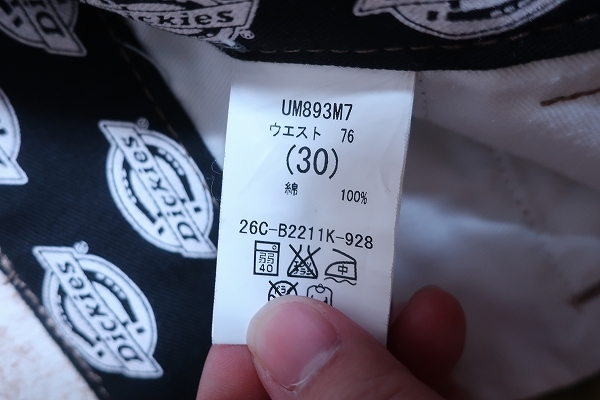 Dickies
Dickies
UM893M7
ウエスト 76
(30)
綿 100%
26C-B2211K-928
弱
40
中
Dickies®
Dickies®